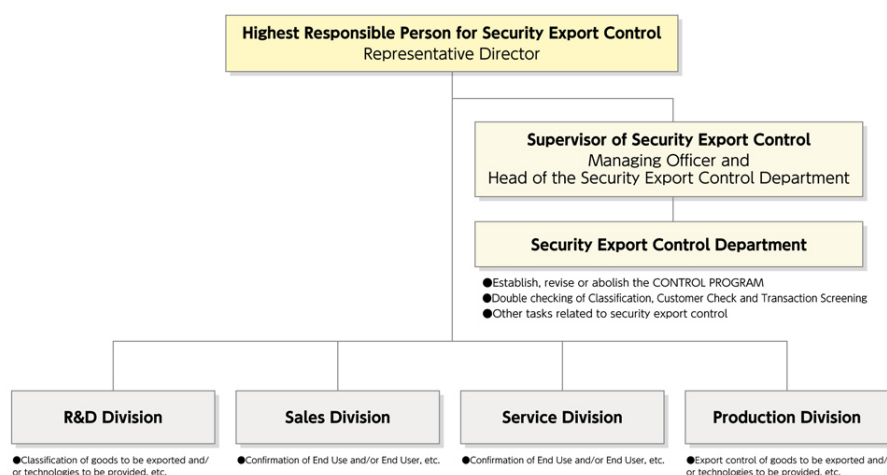 Highest Responsible Person for Security Export Control
Representative Director
Supervisor of Security Export Control
Managing Officer and
Head of the Security Export Control Department
Security Export Control Department
●Establish, revise or abolish the CONTROL PROGRAM
●Double checking of Classification, Customer Check and Transaction Screening
●Other tasks related to security export control
R&D Division
●Classification of goods to be exported and/
or technologies to be provided, etc.
Sales Division
●Confirmation of End Use and/or End User, etc.
Service Division
●Confirmation of End Use and/or End User, etc.
Production Division
●Export control of goods to be exported and/
or technologies to be provided, etc.